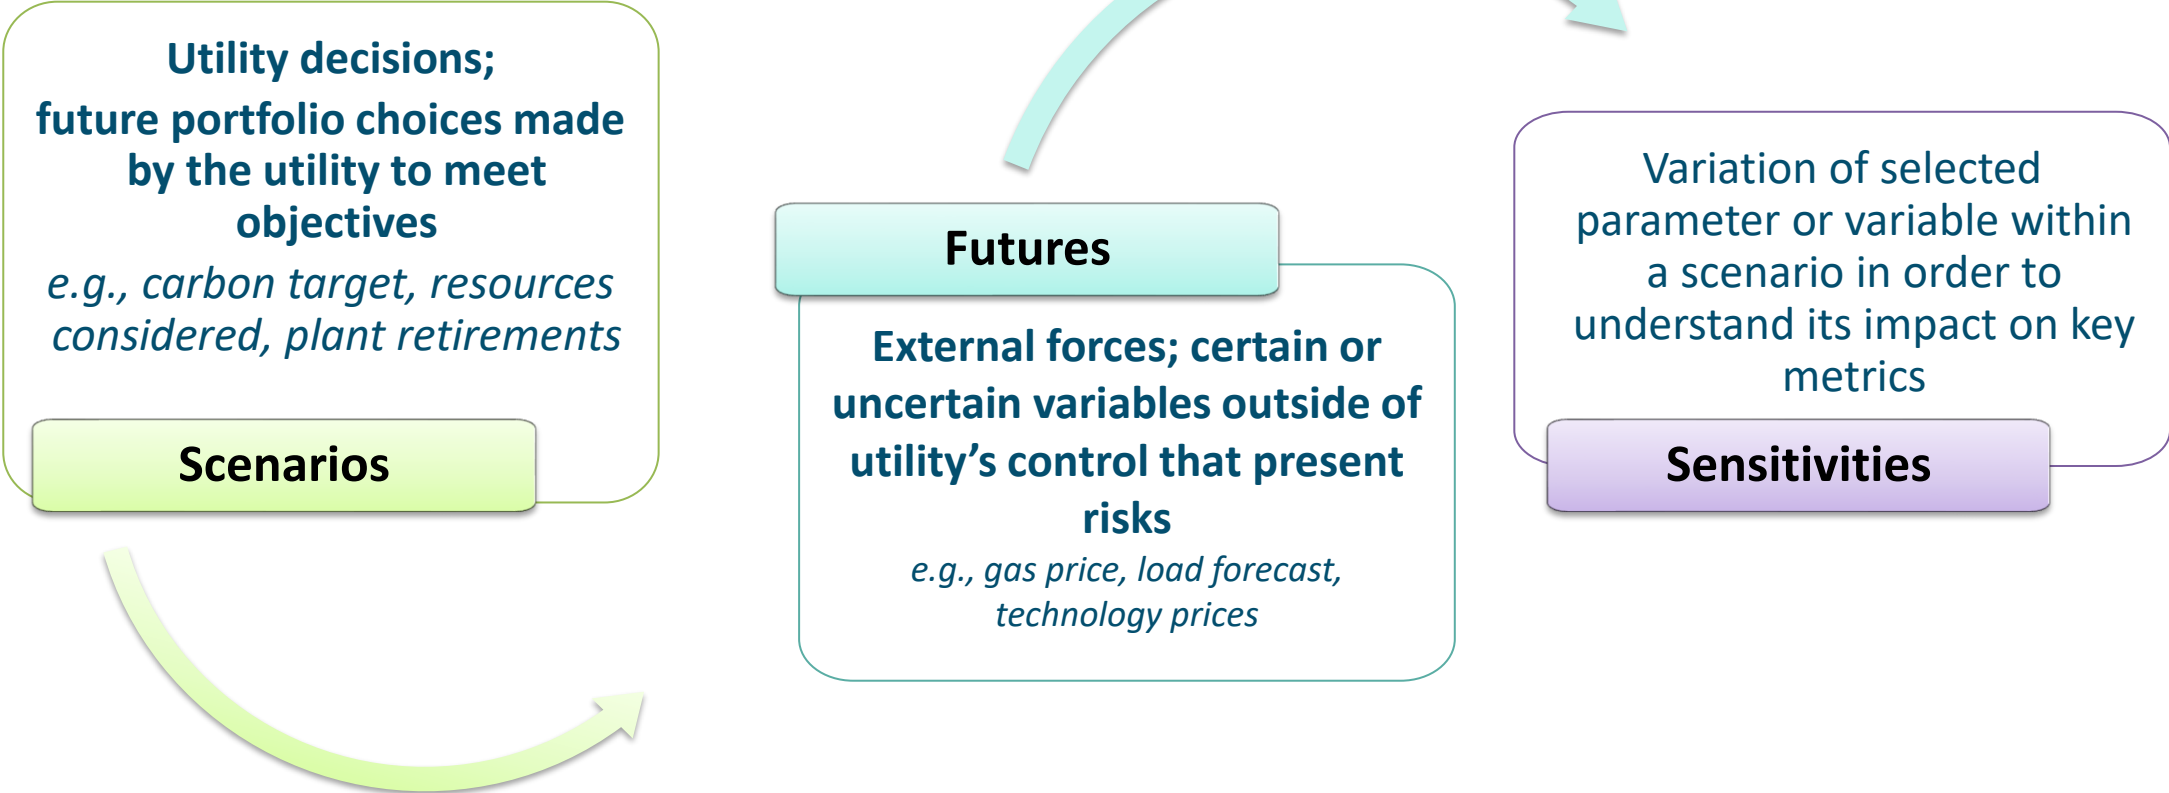 Utility decisions;
future portfolio choices made
by the utility to meet
objectives
e.g., carbon target, resources
considered, plant retirements
Scenarios
Futures
External forces; certain or
uncertain variables outside of
utility’s control that present
risks
e.g., gas price, load forecast,
technology prices
Variation of selected
parameter or variable within
a scenario in order to
understand its impact on key
metrics
Sensitivities